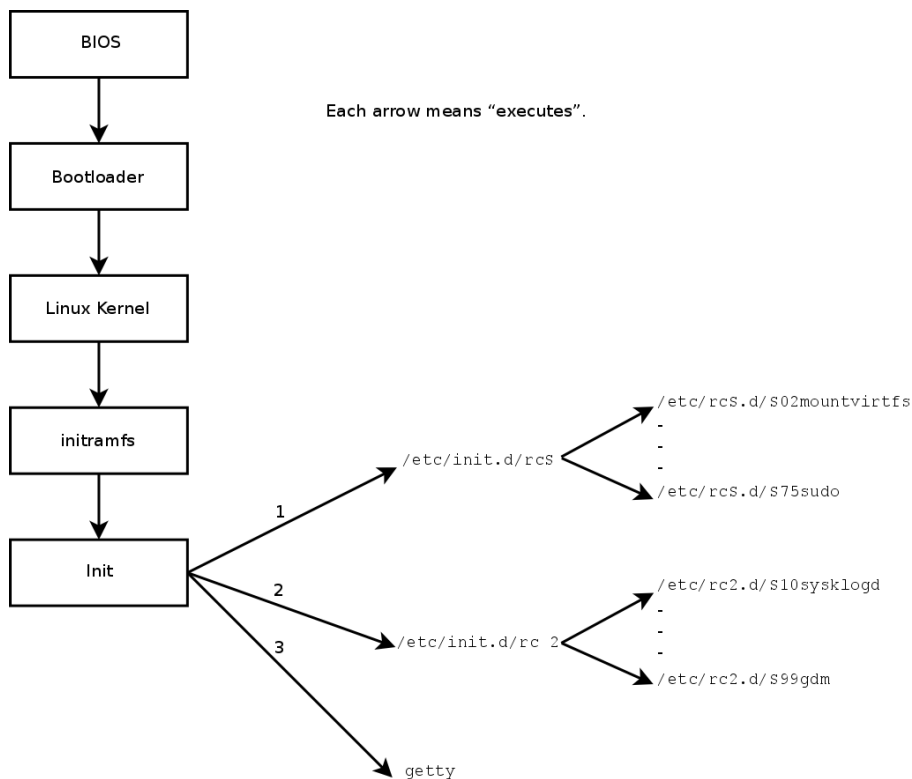 BIOS
Each arrow means “executes”.
Bootloader
Linux Kernel
initramfs
Init
1
2
3
/etc/init.d/rcS
/etc/rcS.d/S02mountvirtfs
-
-
-
/etc/rcS.d/S75sudo
/etc/init.d/rc 2
/etc/rc2.d/S10sysklogd
-
-
-
/etc/rc2.d/S99gdm
getty